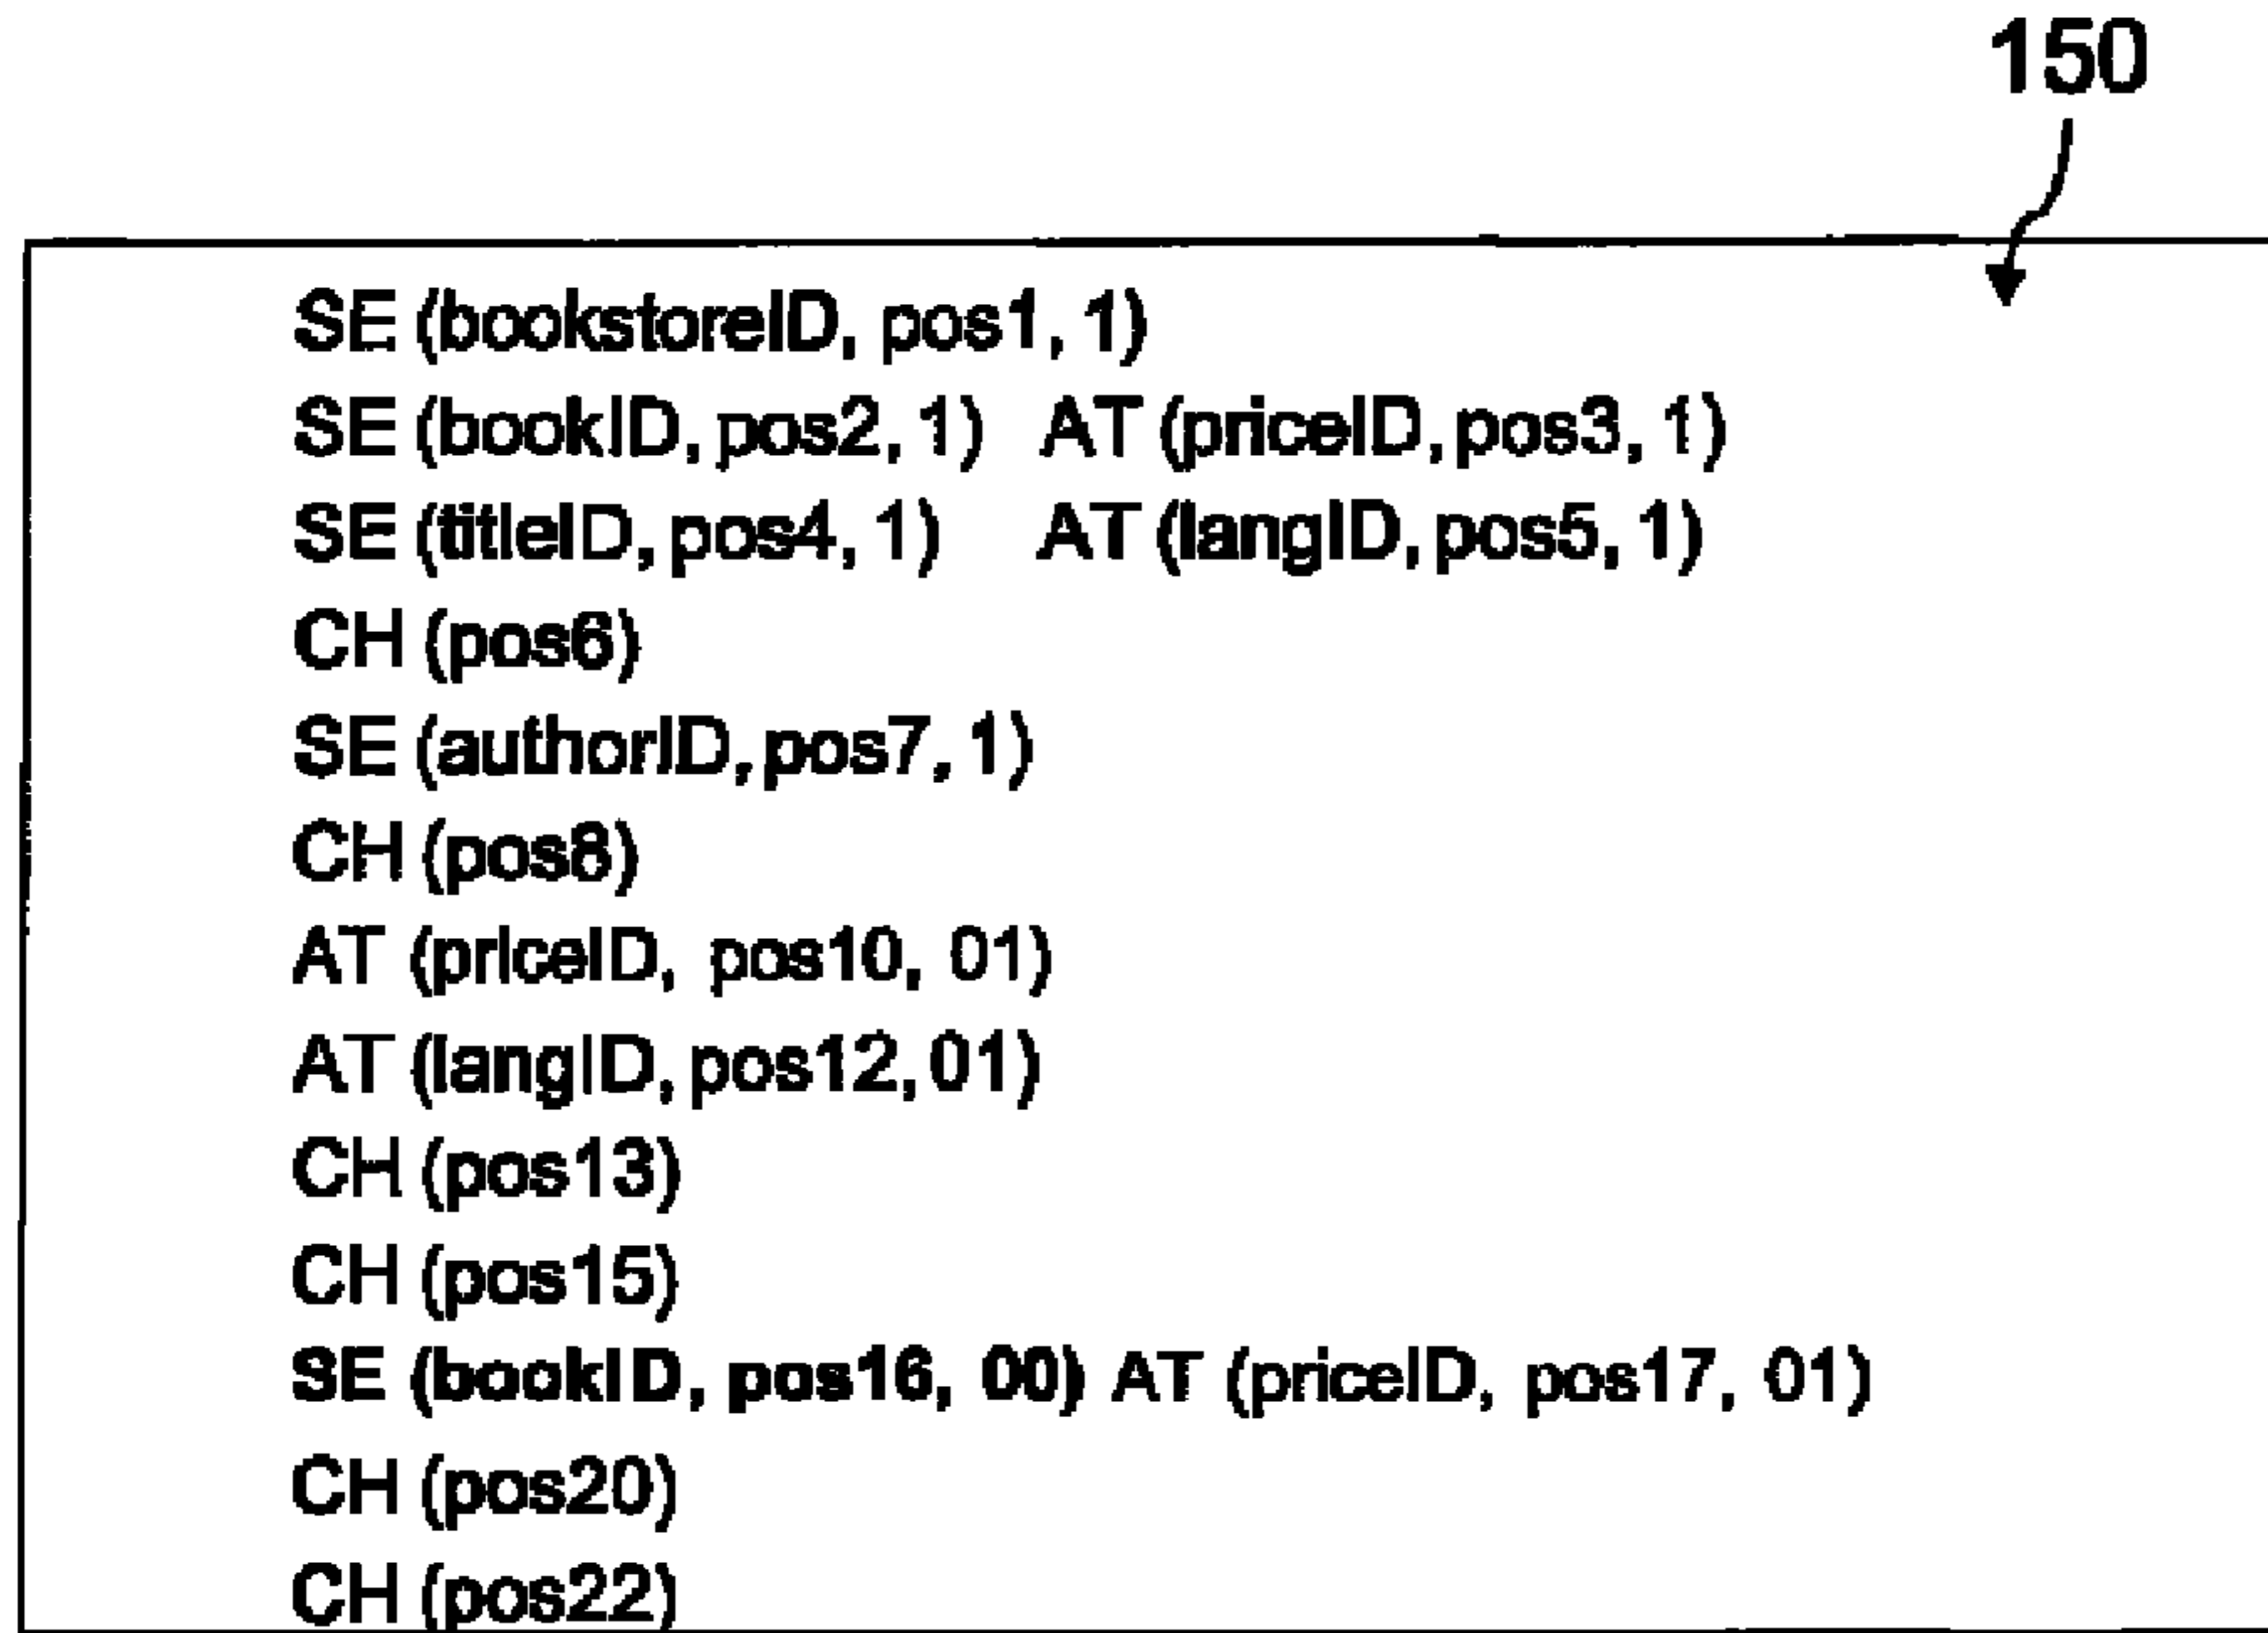 150
SE (bookstoreID, pos1, 1)
SE (bookID, pos2, 1) AT (priceID, pos3, 1)
SE (titleID, pos4, 1) AT (langID, pos5, 1)
CH (pos6)
SE (authorID, pos7, 1)
CH (pos8)
AT (priceID, pos10, 01)
AT (langID, pos12, 01)
CH (pos13)
CH (pos15)
SE (bookID, pos16, 00) AT (priceID, pos17, 01)
CH (pos20)
CH (pos22)